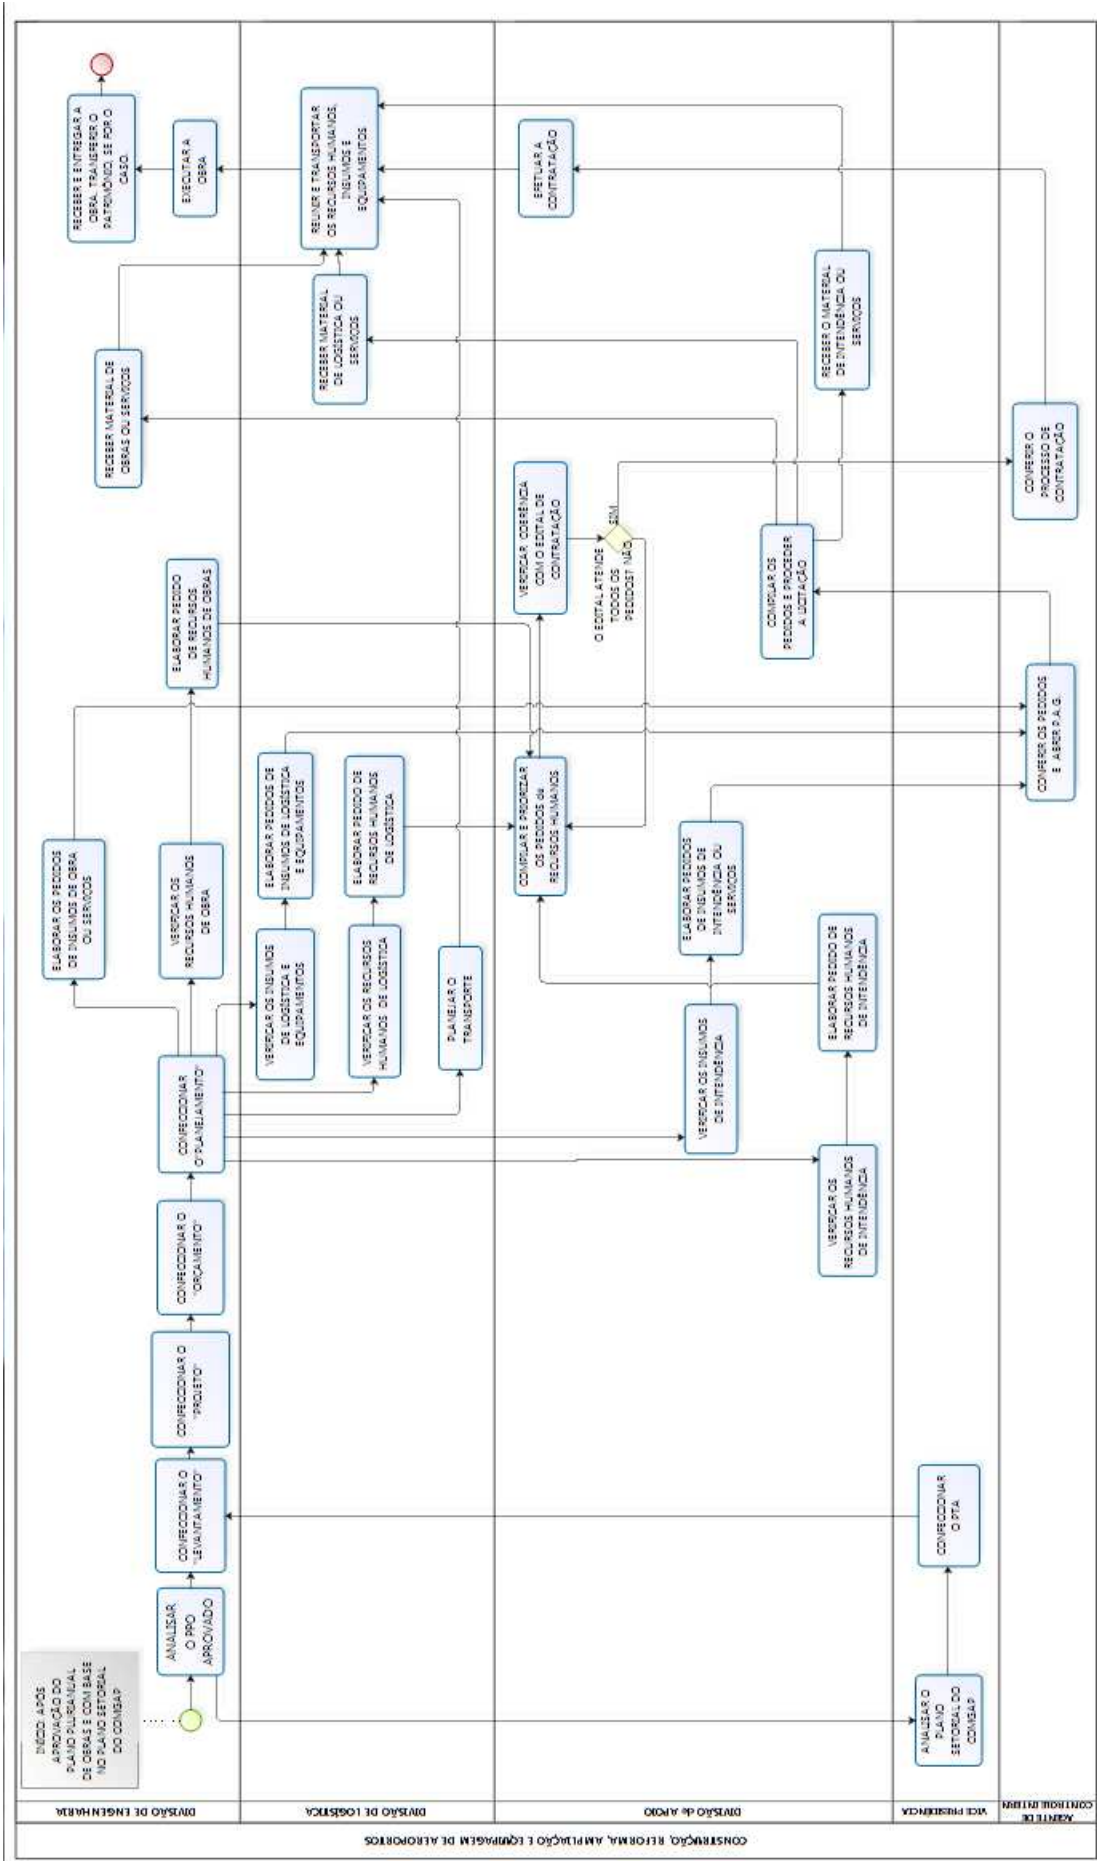 CONSTRUÇÃO, REFORMA, AMPLIAÇÃO E EQUIPAGEM DE AEROPORTOS
DIVISÃO DE ENGENHARIA
INÍCIO: APÓS
APROVAÇÃO DO
PLANO PLURIANUAL
DE OBRAS E COM BASE
NO PLANO SETORIAL
DO COMGAP
ANALISAR
O PPO
APROVADO
CONFECCIONAR O
"LEVANTAMENTO"
CONFECCIONAR O
"PROJETO"
CONFECCIONAR O
"ORÇAMENTO"
CONFECCIONAR
O"PLANEJAMENTO"
ELABORAR OS PEDIDOS
DE INSUMOS DE OBRA
OU SERVIÇOS
VERIFICAR OS
RECURSOS HUMANOS
DE OBRA
ELABORAR PEDIDO
DE RECURSOS
HUMANOS DE OBRAS
RECEBER MATERIAL DE
OBRAS OU SERVIÇOS
EXECUTAR A
OBRA
RECEBER E ENTREGAR A
OBRA. TRANSFERIR O
PATRIMÔNIO, SE FOR O
CASO.
DIVISÃO DE LOGÍSTICA
VERIFICAR OS INSUMOS
DE LOGÍSTICA E
EQUIPAMENTOS
ELABORAR PEDIDOS DE
INSUMOS DE LOGÍSTICA
E EQUIPAMENTOS
VERIFICAR OS RECURSOS
HUMANOS DE LOGÍSTICA
ELABORAR PEDIDO DE
RECURSOS HUMANOS
DE LOGÍSTICA
PLANEJAR O
TRANSPORTE
RECEBER MATERIAL
DE LOGÍSTICA OU
SERVIÇOS
REUNIR E TRANSPORTAR
OS RECURSOS HUMANOS,
INSUMOS E
EQUIPAMENTOS
DIVISÃO de APOIO
COMPILAR E PRIORIZAR
OS PEDIDOS de
RECURSOS HUMANOS
VERIFICAR COERÊNCIA
COM O EDITAL DE
CONTRATAÇÃO
O EDITAL ATENDE
TODOS OS
PEDIDOS?
NÃO
SIM
EFETUAR A
CONTRATAÇÃO
VERIFICAR OS INSUMOS
DE INTENDÊNCIA
ELABORAR PEDIDOS
DE INSUMOS DE
INTENDÊNCIA OU
SERVIÇOS
COMPILAR OS
PEDIDOS E PROCEDER
A LICITAÇÃO
VERIFICAR OS
RECURSOS HUMANOS
DE INTENDÊNCIA
ELABORAR PEDIDO DE
RECURSOS HUMANOS
DE INTENDÊNCIA
RECEBER O MATERIAL
DE INTENDÊNCIA OU
SERVIÇOS
VICE PRESIDÊNCIA
ANALISAR O
PLANO
SETORIAL DO
COMGAP
CONFECCIONAR
O PTA
AGENTE DE
CONTROLE INTERN
CONFERIR OS PEDIDOS
E ABRIR P.A.G.
CONFERIR O
PROCESSO DE
CONTRATAÇÃO